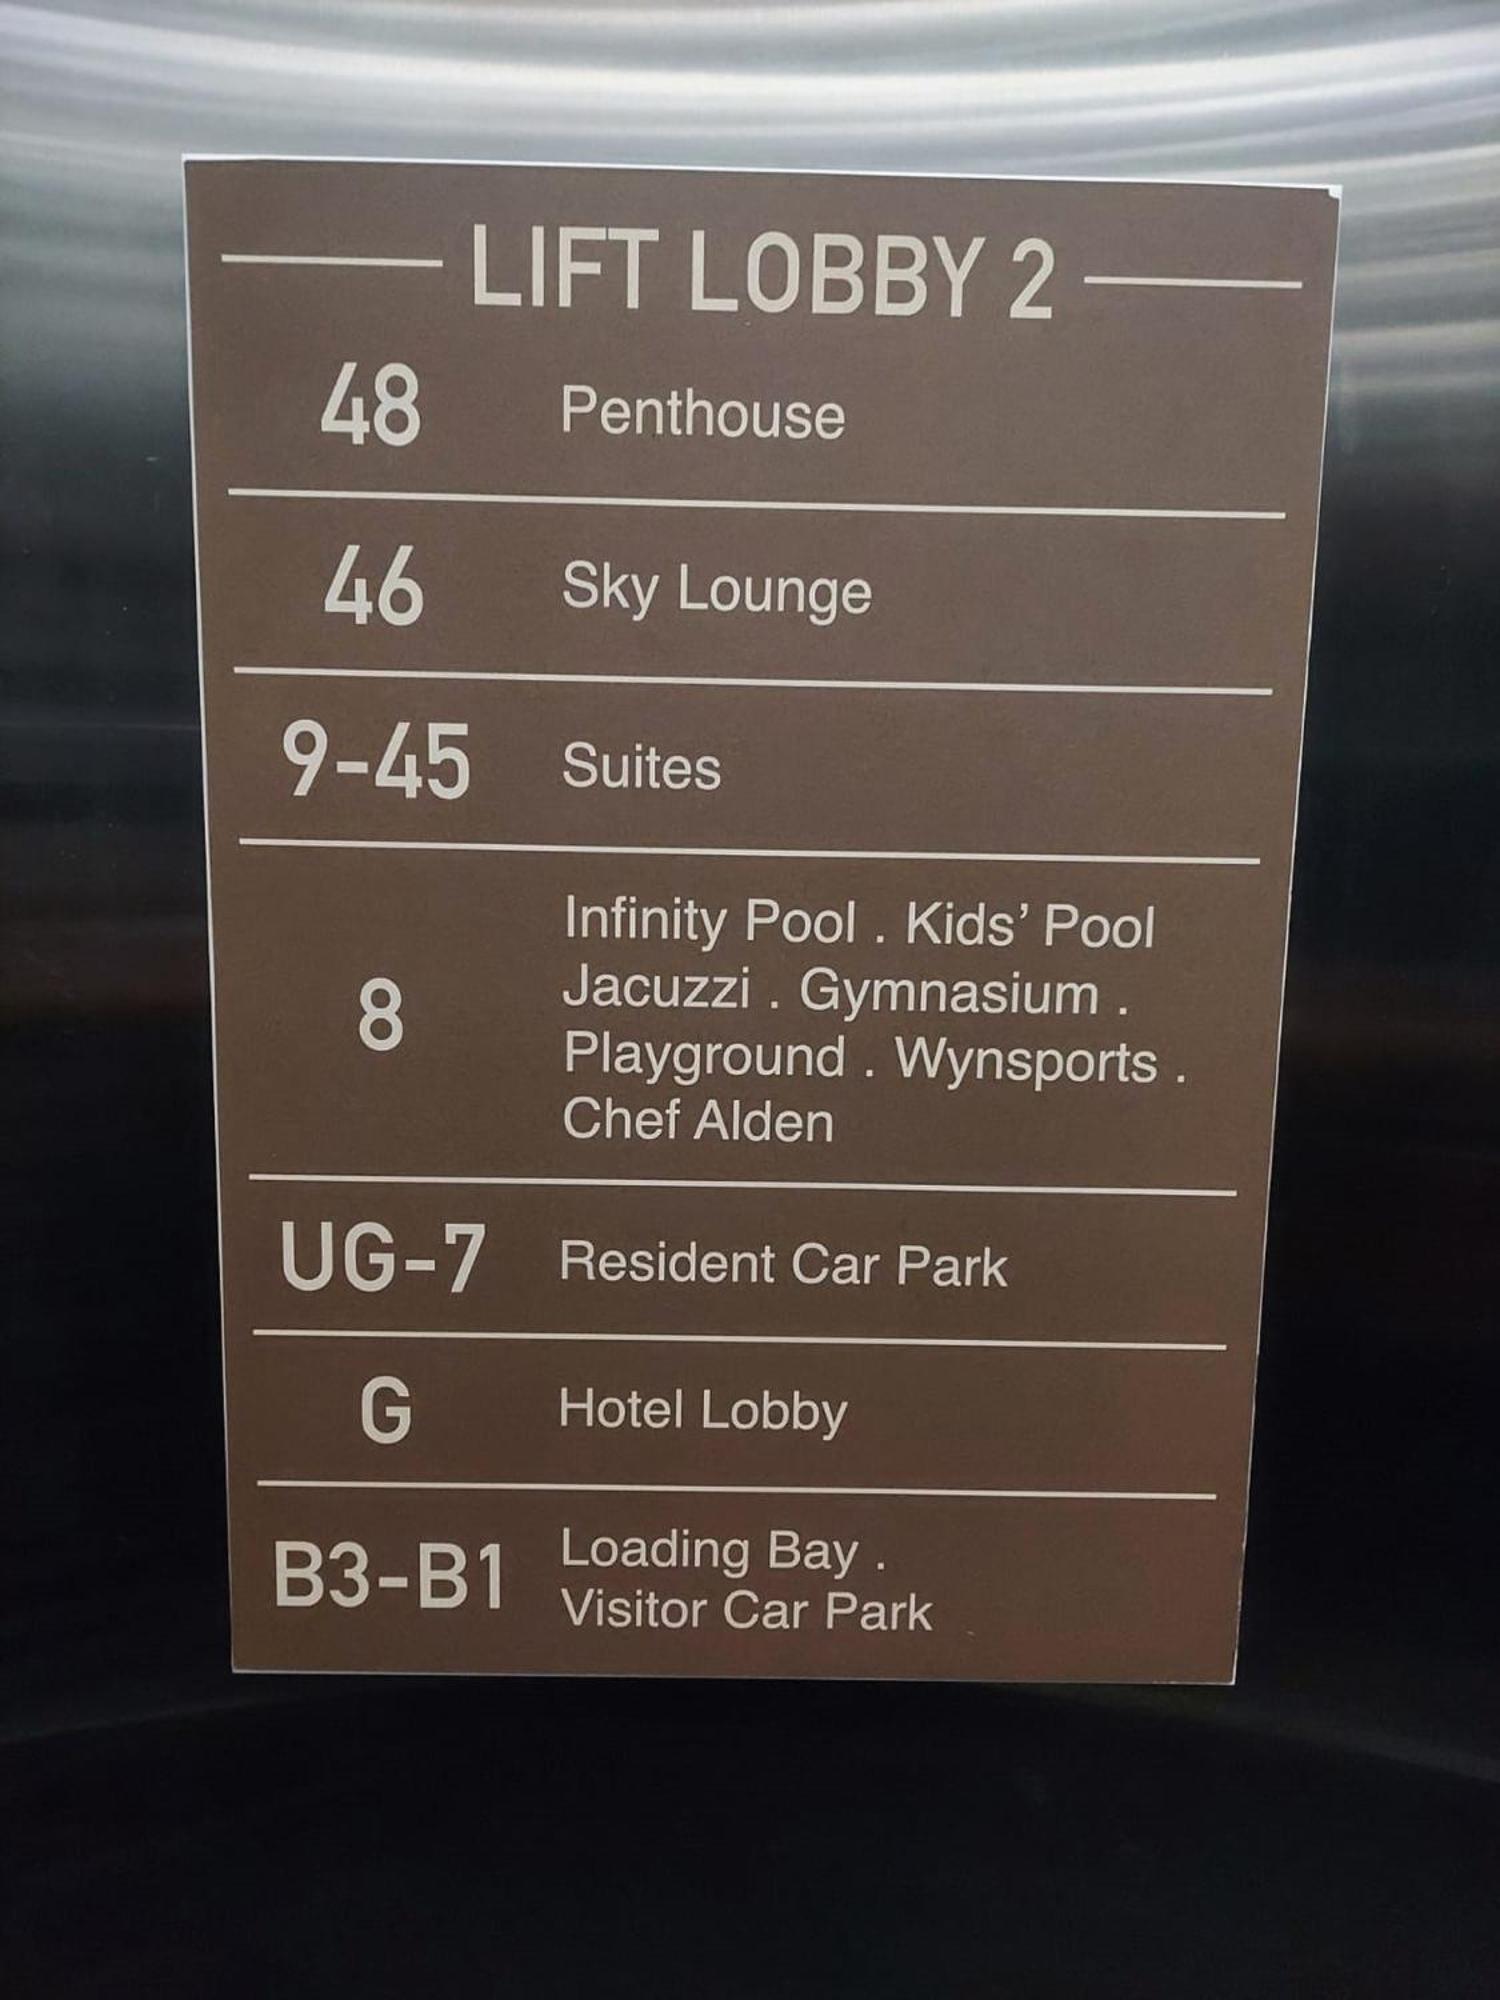 LIFT LOBBY 2
48 Penthouse
46 Sky Lounge
9-45 Suites
8
Infinity Pool . Kids’ Pool
Jacuzzi . Gymnasium .
Playground . Wynsports .
Chef Alden
UG-7 Resident Car Park
G Hotel Lobby
B3-B1
Loading Bay .
Visitor Car Park